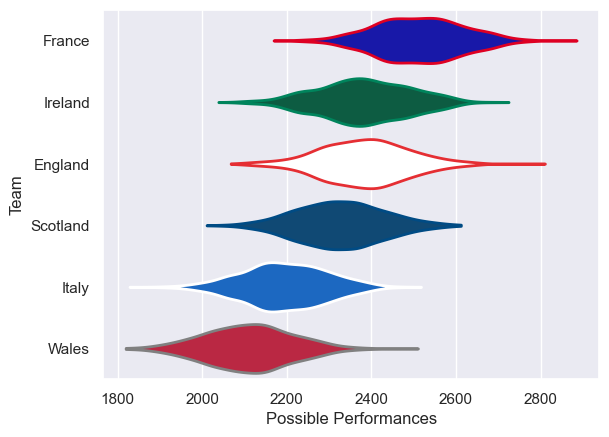 France
Ireland
England
Scotland
Italy
Wales
Team
1800 2000 2200 2400 2600 2800
Possible Performances